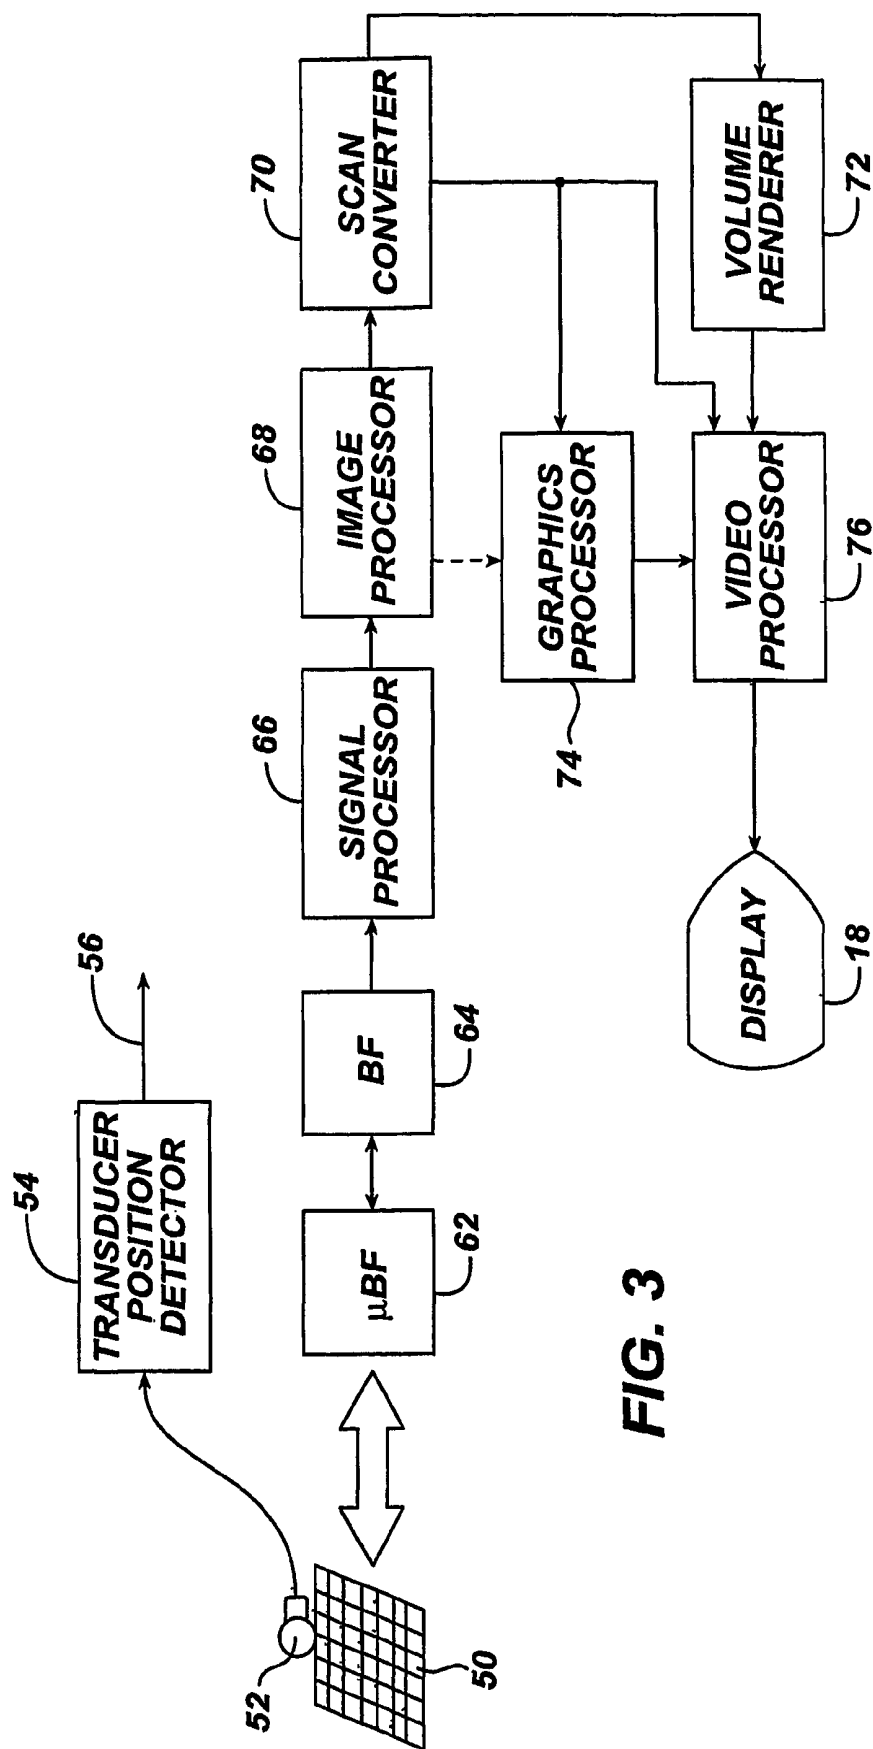 54
TRANSDUCER
POSITION
DETECTOR
56
52
50
µBF
62
BF
64
66
SIGNAL
PROCESSOR
68
IMAGE
PROCESSOR
70
SCAN
CONVERTER
GRAPHICS
PROCESSOR
74
VOLUME
RENDERER
72
VIDEO
PROCESSOR
76
DISPLAY
18
FIG. 3